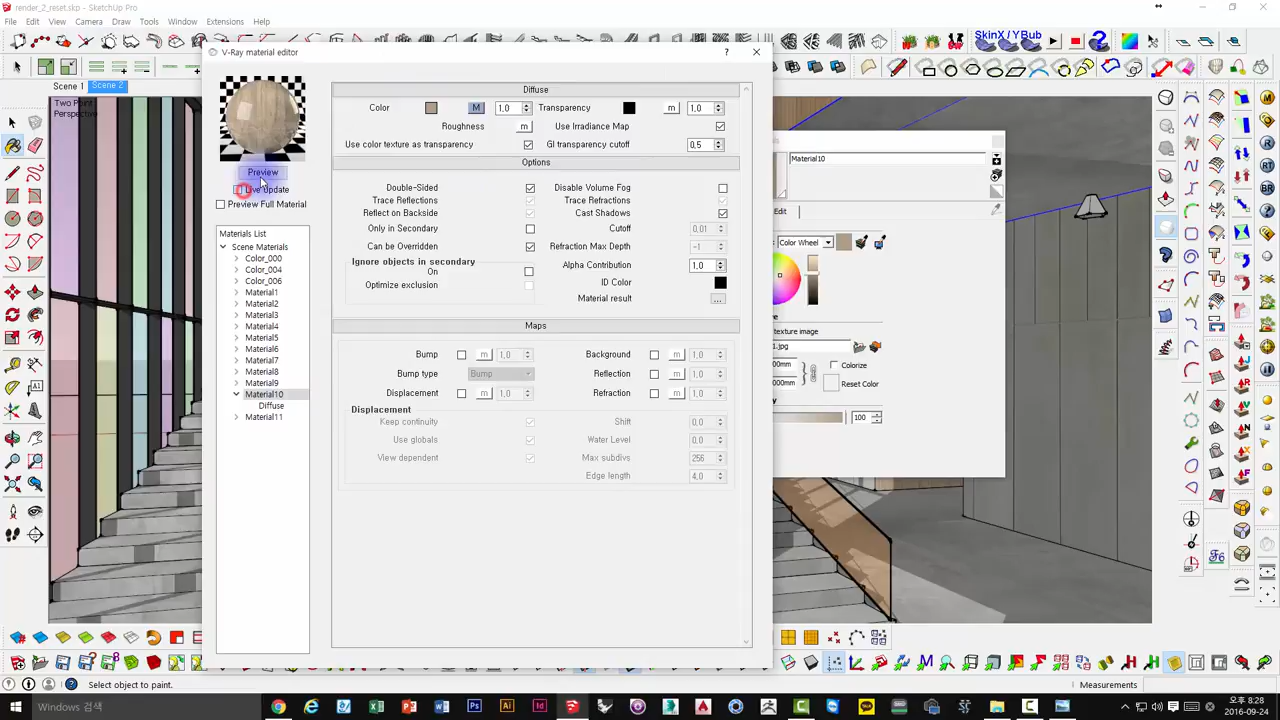 render_2_reset.skp - SketchUp Pro
File Edit View Camera Draw Tools Window Extensions Help
SkinX / YBub
Scene 1 Scene 2
Two Point
Perspective
V-Ray material editor
?
Preview
Live Update
Preview Full Material
Materials List
Scene Materials
Color_000
Color_004
Color_006
Material1
Material2
Material3
Material4
Material5
Material6
Material7
Material8
Material9
Material10
Diffuse
Material11
Diffuse
Color M 1,0 Transparency m 1,0
Roughness m Use Irradiance Map
Use color texture as transparency GI transparency cutoff 0,5
Options
Double-Sided Disable Volume Fog
Trace Reflections Trace Refractions
Reflect on Backside Cast Shadows
Only in Secondary Cutoff 0,01
Can be Overridden Refraction Max Depth -1
Ignore objects in secondary Alpha Contribution 1,0
On ID Color
Optimize exclusion Material result ...
Maps
Bump m 1,0 Background m 1,0
Bump type Bump Reflection m 1,0
Displacement m 1,0 Refraction m 1,0
Displacement
Keep continuity Shift 0,0
Use globals Water Level 0,0
View dependent Max subdivs 256
Edge length 4,0
Material10
Edit
Color Wheel
texture image
1.jpg
Colorize
Reset Color
100
Select object to paint.
Measurements
Windows 검색
오후 8:28
2016-09-24